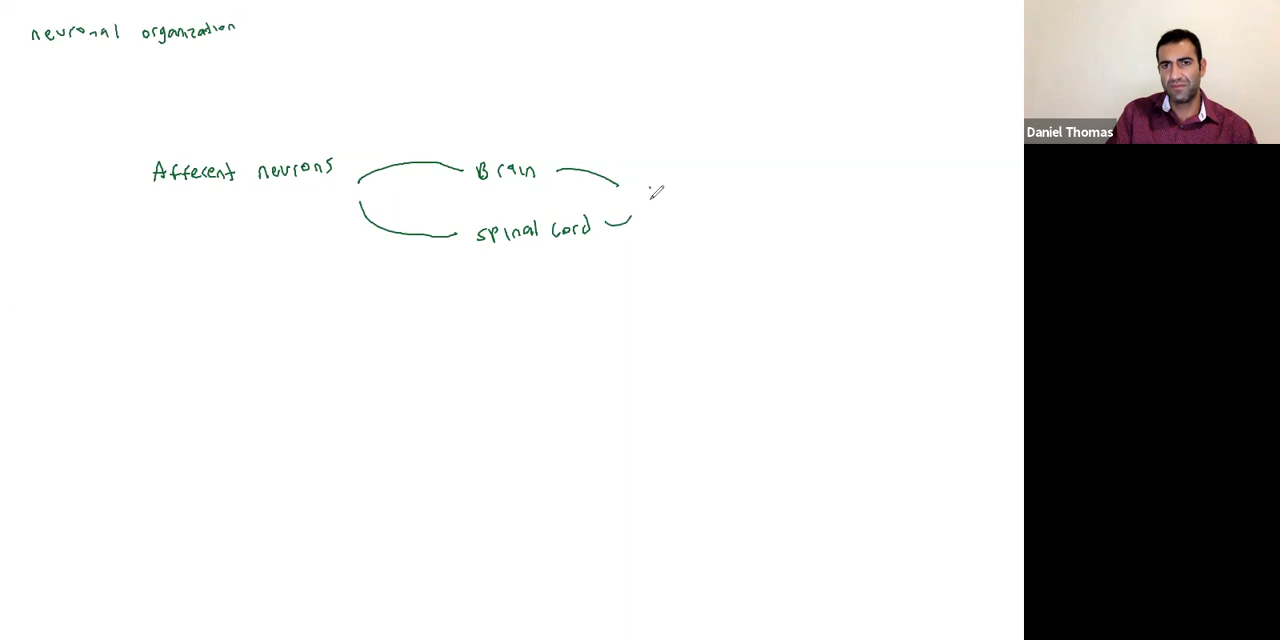 neuronal organization
Daniel Thomas
Afferent neurons
Brain
spinal cord